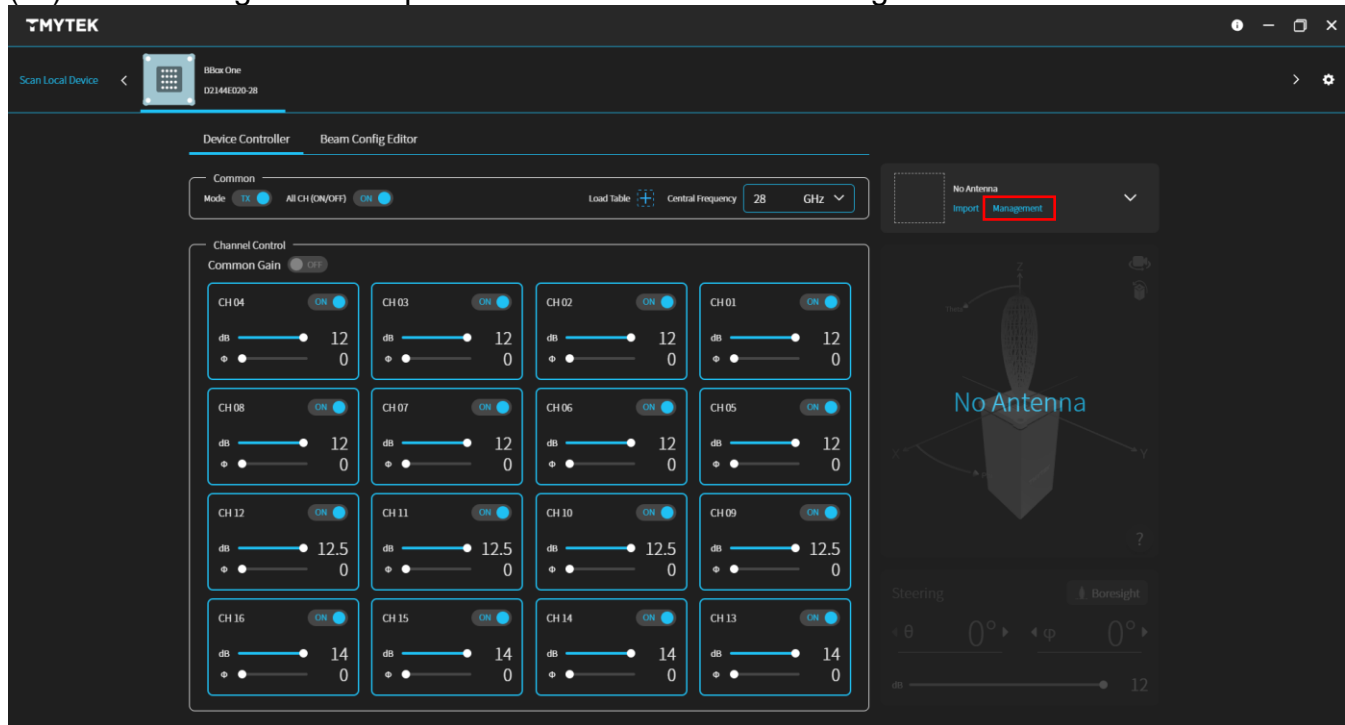 TMYTEK
Scan Local Device
BBox One
D2144E020-28
Device Controller Beam Config Editor
Common
Mode TX All CH (ON/OFF) ON Load Table Central Frequency 28 GHz
No Antenna
Import Management
Channel Control
Common Gain OFF
CH 04 ON CH 03 ON CH 02 ON CH 01 ON
dB 12 dB 12 dB 12 dB 12
Φ 0 Φ 0 Φ 0 Φ 0
CH 08 ON CH 07 ON CH 06 ON CH 05 ON
dB 12 dB 12 dB 12 dB 12
Φ 0 Φ 0 Φ 0 Φ 0
CH 12 ON CH 11 ON CH 10 ON CH 09 ON
dB 12.5 dB 12.5 dB 12.5 dB 12.5
Φ 0 Φ 0 Φ 0 Φ 0
CH 16 ON CH 15 ON CH 14 ON CH 13 ON
dB 14 dB 14 dB 14 dB 14
Φ 0 Φ 0 Φ 0 Φ 0
Z
Theta
No Antenna
X Y
?
Steering Boresight
θ 0° φ 0°
dB 12